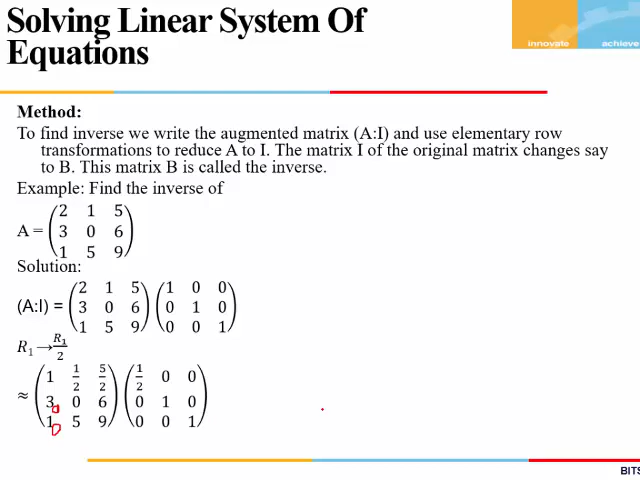 Solving Linear System Of
Equations
innovate achieve
Method:
To find inverse we write the augmented matrix (A:I) and use elementary row
transformations to reduce A to I. The matrix I of the original matrix changes say
to B. This matrix B is called the inverse.
Example: Find the inverse of
A = (2 1 5
3 0 6
1 5 9)
Solution:
(A:I) = (2 1 5) (1 0 0)
(3 0 6) (0 1 0)
(1 5 9) (0 0 1)
R₁ → R₁/2
≈ (1 1/2 5/2) (1/2 0 0)
(3 0 6) (0 1 0)
(1 5 9) (0 0 1)
0
0
BITS